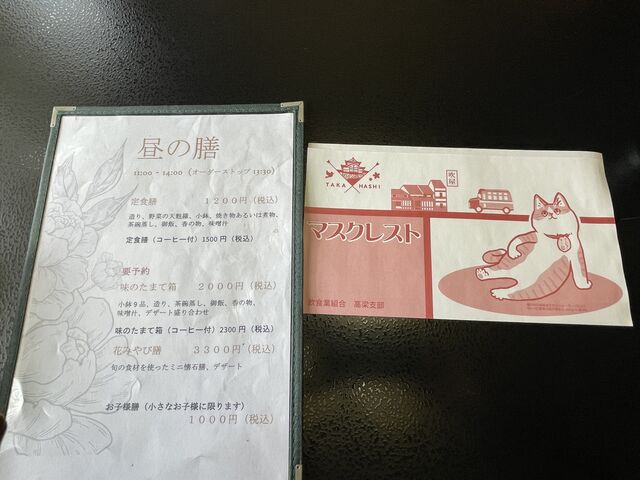 昼の膳
11:00 - 14:00（オーダーストップ 13:30）
定食膳　１２００円（税込）
造り、野菜の天麩羅、小鉢、焼き物あるいは煮物、
茶碗蒸し、御飯、香の物、味噌汁
定食膳（コーヒー付）1500 円（税込）
要予約
味のたまて箱　２０００円（税込）
小鉢９品、造り、茶碗蒸し、御飯、香の物、
味噌汁、デザート盛り合わせ
味のたまて箱（コーヒー付）2300 円（税込）
花みやび膳　３３００円（税込）
旬の食材を使ったミニ懐石膳、デザート
お子様膳（小さなお子様に限ります）
１０００円（税込）
TAKA HASHI
吹屋
マスクレスト
飲食業組合　高梁支部